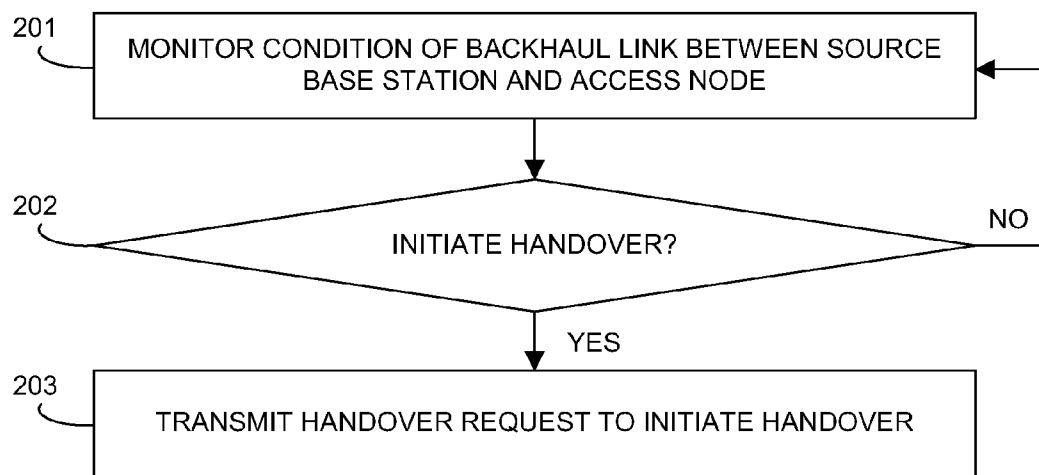 201
MONITOR CONDITION OF BACKHAUL LINK BETWEEN SOURCE
BASE STATION AND ACCESS NODE
202
INITIATE HANDOVER?
NO
YES
203
TRANSMIT HANDOVER REQUEST TO INITIATE HANDOVER